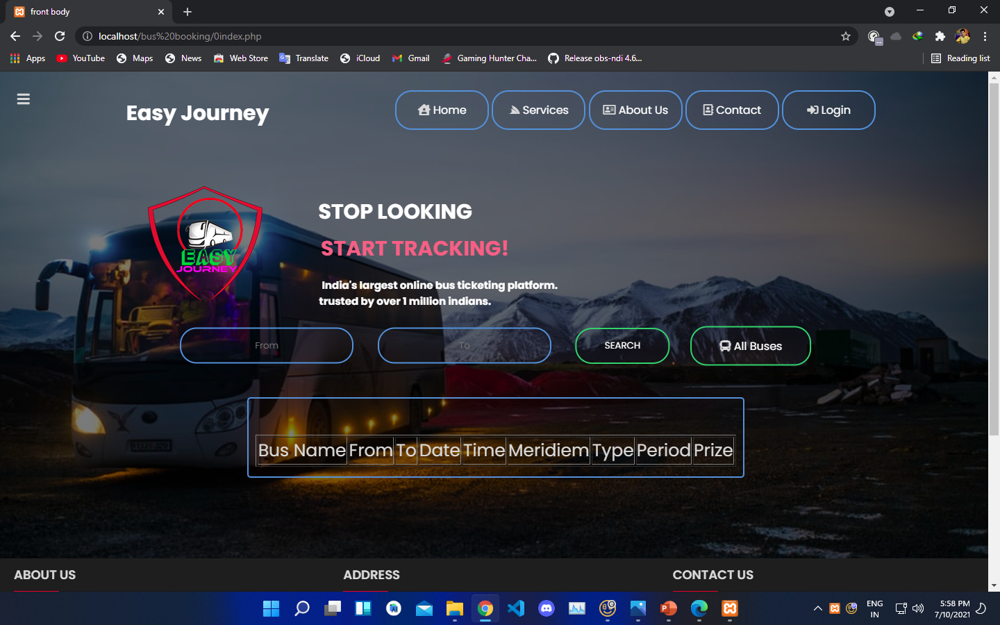 front body
localhost/bus%20booking/0index.php
Apps YouTube Maps News Web Store Translate iCloud Gmail Gaming Hunter Cha... Release obs-ndi 4.6... Reading list
Easy Journey
Home Services About Us Contact Login
EASY
JOURNEY
STOP LOOKING
START TRACKING!
India's largest online bus ticketing platform.
trusted by over 1 million indians.
From To SEARCH All Buses
Bus Name From To Date Time Meridiem Type Period Prize
ABOUT US ADDRESS CONTACT US
ENG
IN
5:58 PM
7/10/2021